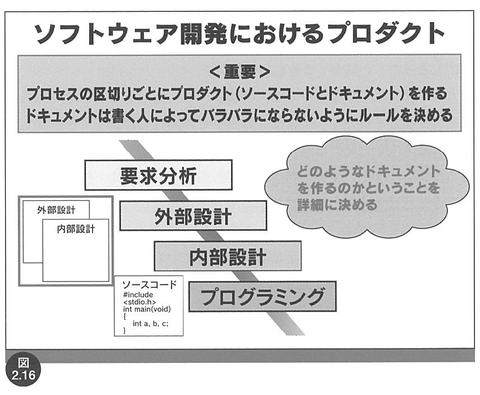 ソフトウェア開発におけるプロダクト
＜重要＞
プロセスの区切りごとにプロダクト（ソースコードとドキュメント）を作る
ドキュメントは書く人によってバラバラにならないようにルールを決める
どのようなドキュメント
を作るのかということを
詳細に決める
要求分析
外部設計
内部設計
プログラミング
外部設計
内部設計
ソースコード
#include
<stdio.h>
int main(void)
{
int a, b, c;
}
図
2.16